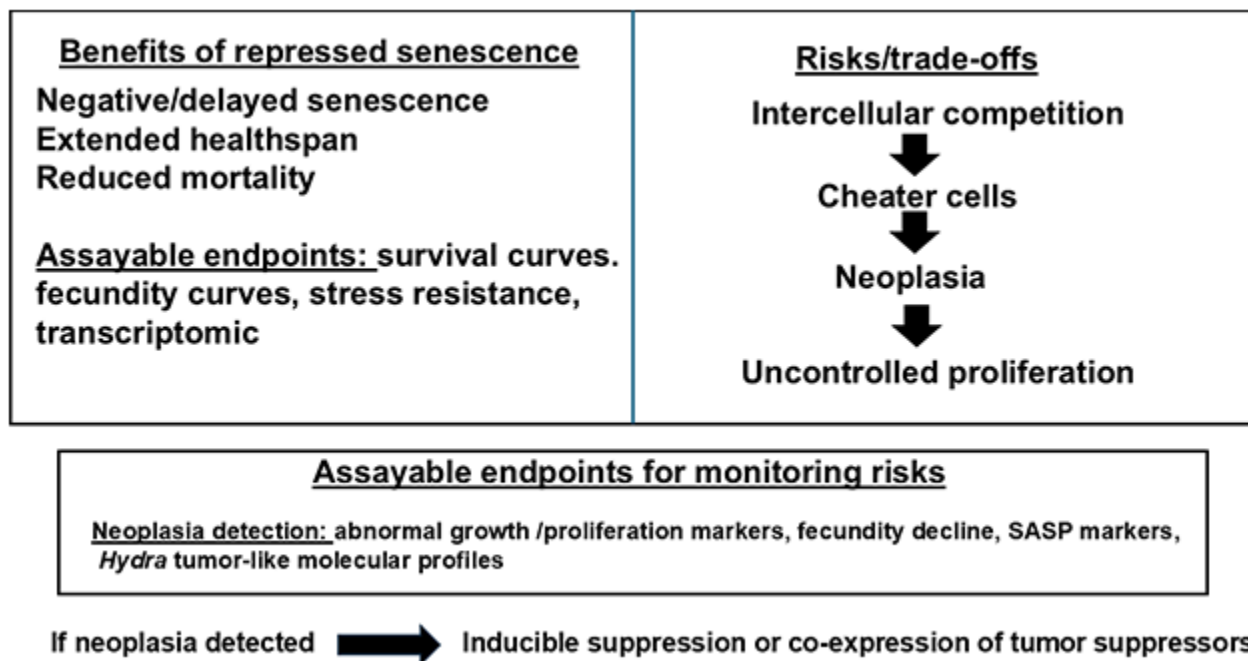 Benefits of repressed senescence
Negative/delayed senescence
Extended healthspan
Reduced mortality
Assayable endpoints: survival curves.
fecundity curves, stress resistance,
transcriptomic
Risks/trade-offs
Intercellular competition
Cheater cells
Neoplasia
Uncontrolled proliferation
Assayable endpoints for monitoring risks
Neoplasia detection: abnormal growth /proliferation markers, fecundity decline, SASP markers,
Hydra tumor-like molecular profiles
If neoplasia detected
Inducible suppression or co-expression of tumor suppressors